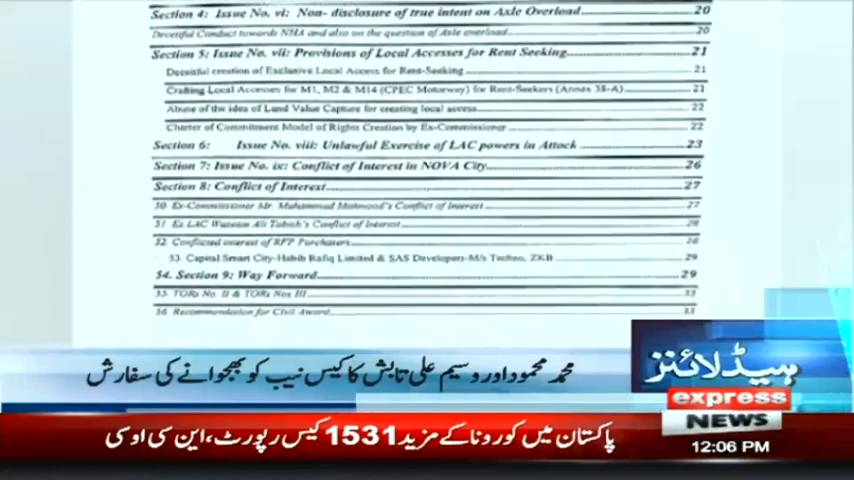 Section 4: Issue No. vi: Non- disclosure of true intent on Axle Overload 20
Deceitful Conduct towards NHA and also on the question of Axle overload 20
Section 5: Issue No. vii: Provisions of Local Accesses for Rent Seeking 21
Deceitful creation of Exclusive Local Access for Rent-Seeking 21
Crafting Local Accesses for M1, M2 & M14 (CPEC Motorway) for Rent-Seekers (Annex 38-A) 21
Abuse of the idea of Land Value Capture for creating local access 22
Charter of Commitment Model of Rights Creation by Ex-Commissioner 22
Section 6: Issue No. viii: Unlawful Exercise of LAC powers in Attock 23
Section 7: Issue No. ix: Conflict of Interest in NOVA City 26
Section 8: Conflict of Interest 27
50 Ex-Commissioner Mr. Muhammad Mahmood's Conflict of Interest 27
51 Ex LAC Waseem Ali Tabish's Conflict of Interest 28
52 Conflicted interest of RFP Purchasers 28
53. Capital Smart City-Habib Rafiq Limited & SAS Developers-M/s Techno, ZKB 29
54. Section 9: Way Forward 29
55 TORs No. II & TORs Nos III 33
56 Recommendation for Civil Award 33
محمد محمود اور وسیم علی تابش کا کیس نیب کو بھجوانے کی سفارش
ہیڈلائنز
express
NEWS
12:06 PM
پاکستان میں کورونا کے مزید 1531 کیس رپورٹ، این سی او سی